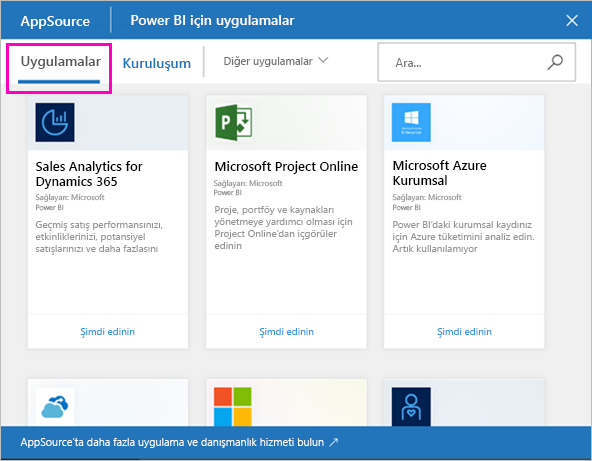 AppSource
Power BI için uygulamalar
Uygulamalar
Kuruluşum
Diğer uygulamalar
Ara...
Sales Analytics for
Dynamics 365
Sağlayan: Microsoft
Power BI
Geçmiş satış performansınızı,
etkinliklerinizi, potansiyel
satışlarınızı ve daha fazlasını
Şimdi edinin
Microsoft Project Online
Sağlayan: Microsoft
Power BI
Proje, portföy ve kaynakları
yönetmeye yardımcı olması için
Project Online'dan içgörüler
edinin
Şimdi edinin
Microsoft Azure
Kurumsal
Sağlayan: Microsoft
Power BI
Power BI'daki kurumsal kaydınız
için Azure tüketimini analiz edin.
Artık kullanılamıyor
Şimdi edinin
AppSource'ta daha fazla uygulama ve danışmanlık hizmeti bulun